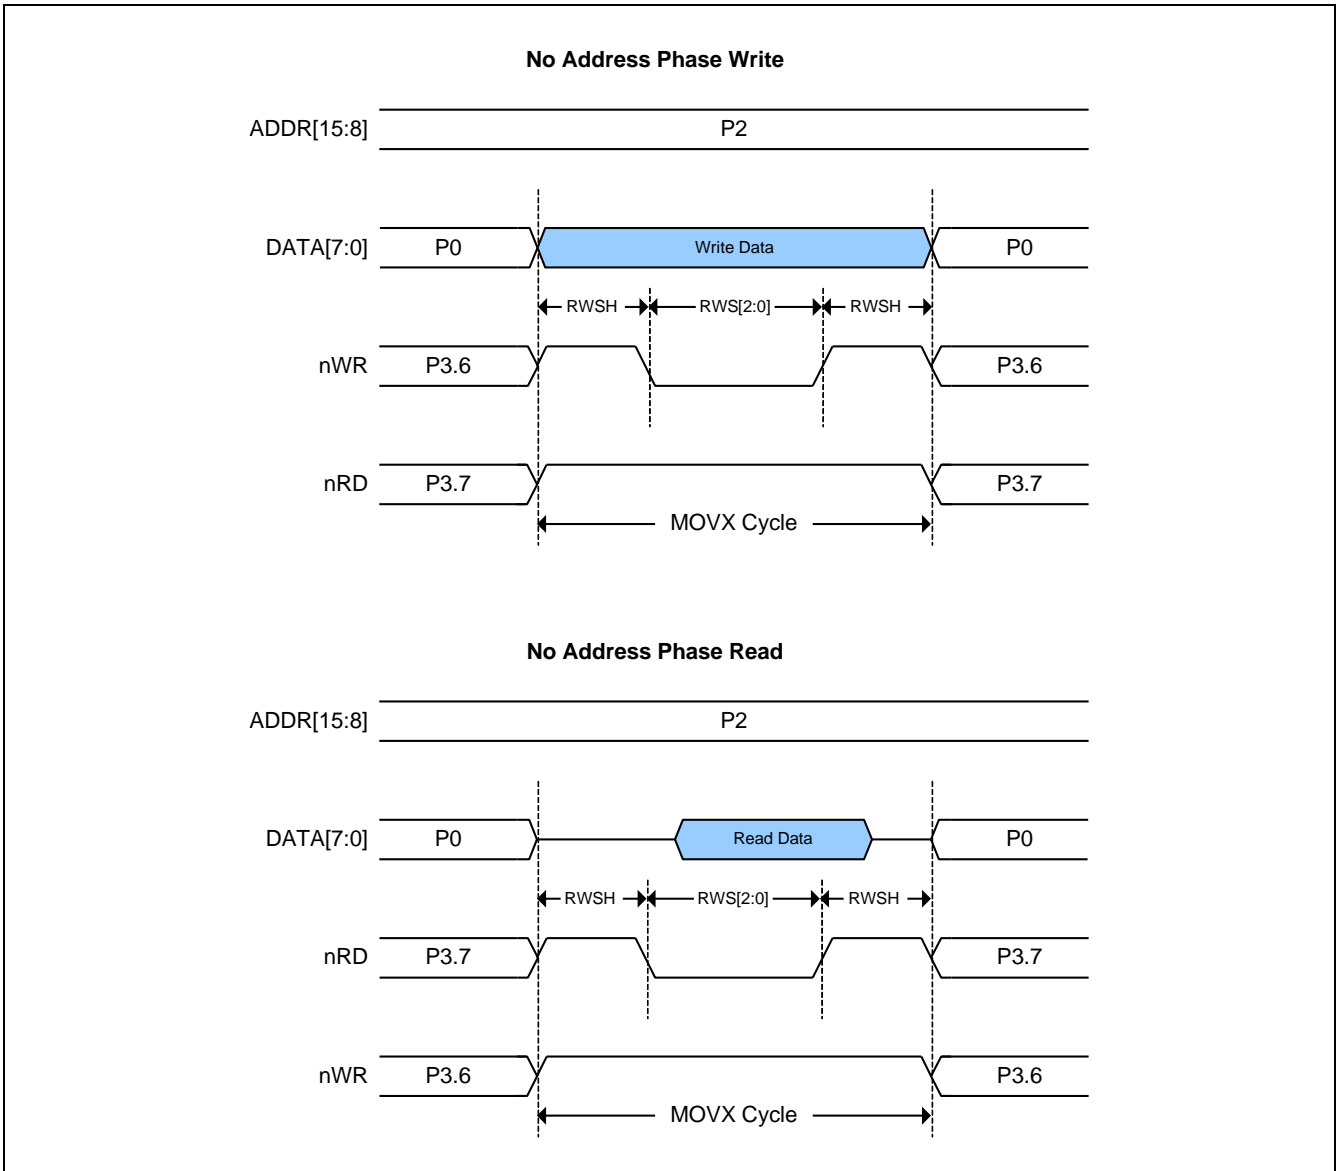 No Address Phase Write
ADDR[15:8] P2
DATA[7:0] P0 Write Data P0
RWSH RWS[2:0] RWSH
nWR P3.6 P3.6
nRD P3.7 P3.7
MOVX Cycle
No Address Phase Read
ADDR[15:8] P2
DATA[7:0] P0 Read Data P0
RWSH RWS[2:0] RWSH
nRD P3.7 P3.7
nWR P3.6 P3.6
MOVX Cycle